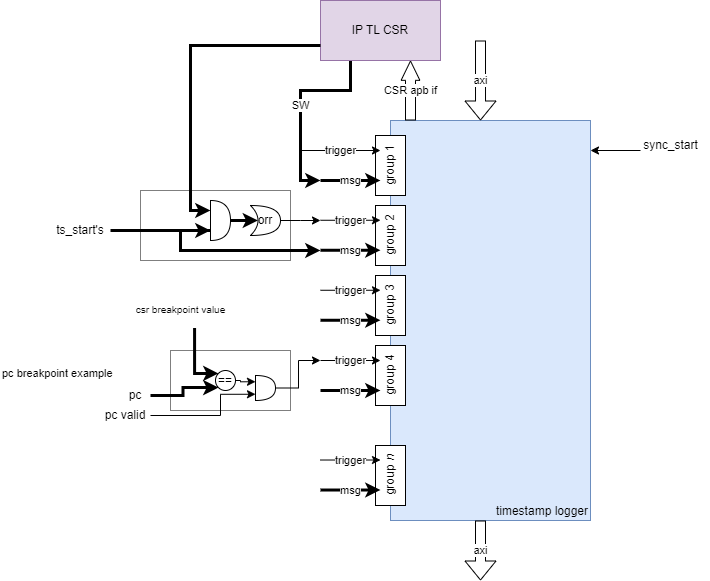 IP TL CSR
CSR apb if
axi
SW
sync_start
trigger
msg
group 1
orr
ts_start's
trigger
msg
group 2
trigger
msg
group 3
csr breakpoint value
pc breakpoint example
==
pc
pc valid
trigger
msg
group 4
trigger
msg
group n
timestamp logger
axi